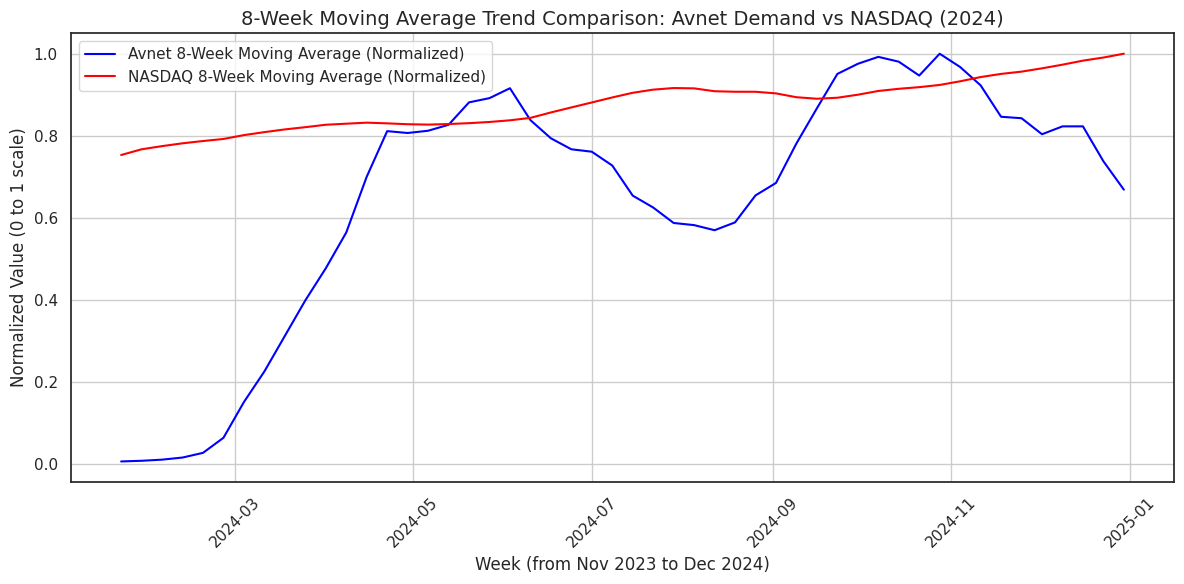 8-Week Moving Average Trend Comparison: Avnet Demand vs NASDAQ (2024)
Avnet 8-Week Moving Average (Normalized)
NASDAQ 8-Week Moving Average (Normalized)
Normalized Value (0 to 1 scale)
1.0
0.8
0.6
0.4
0.2
0.0
2024-03
2024-05
2024-07
2024-09
2024-11
2025-01
Week (from Nov 2023 to Dec 2024)